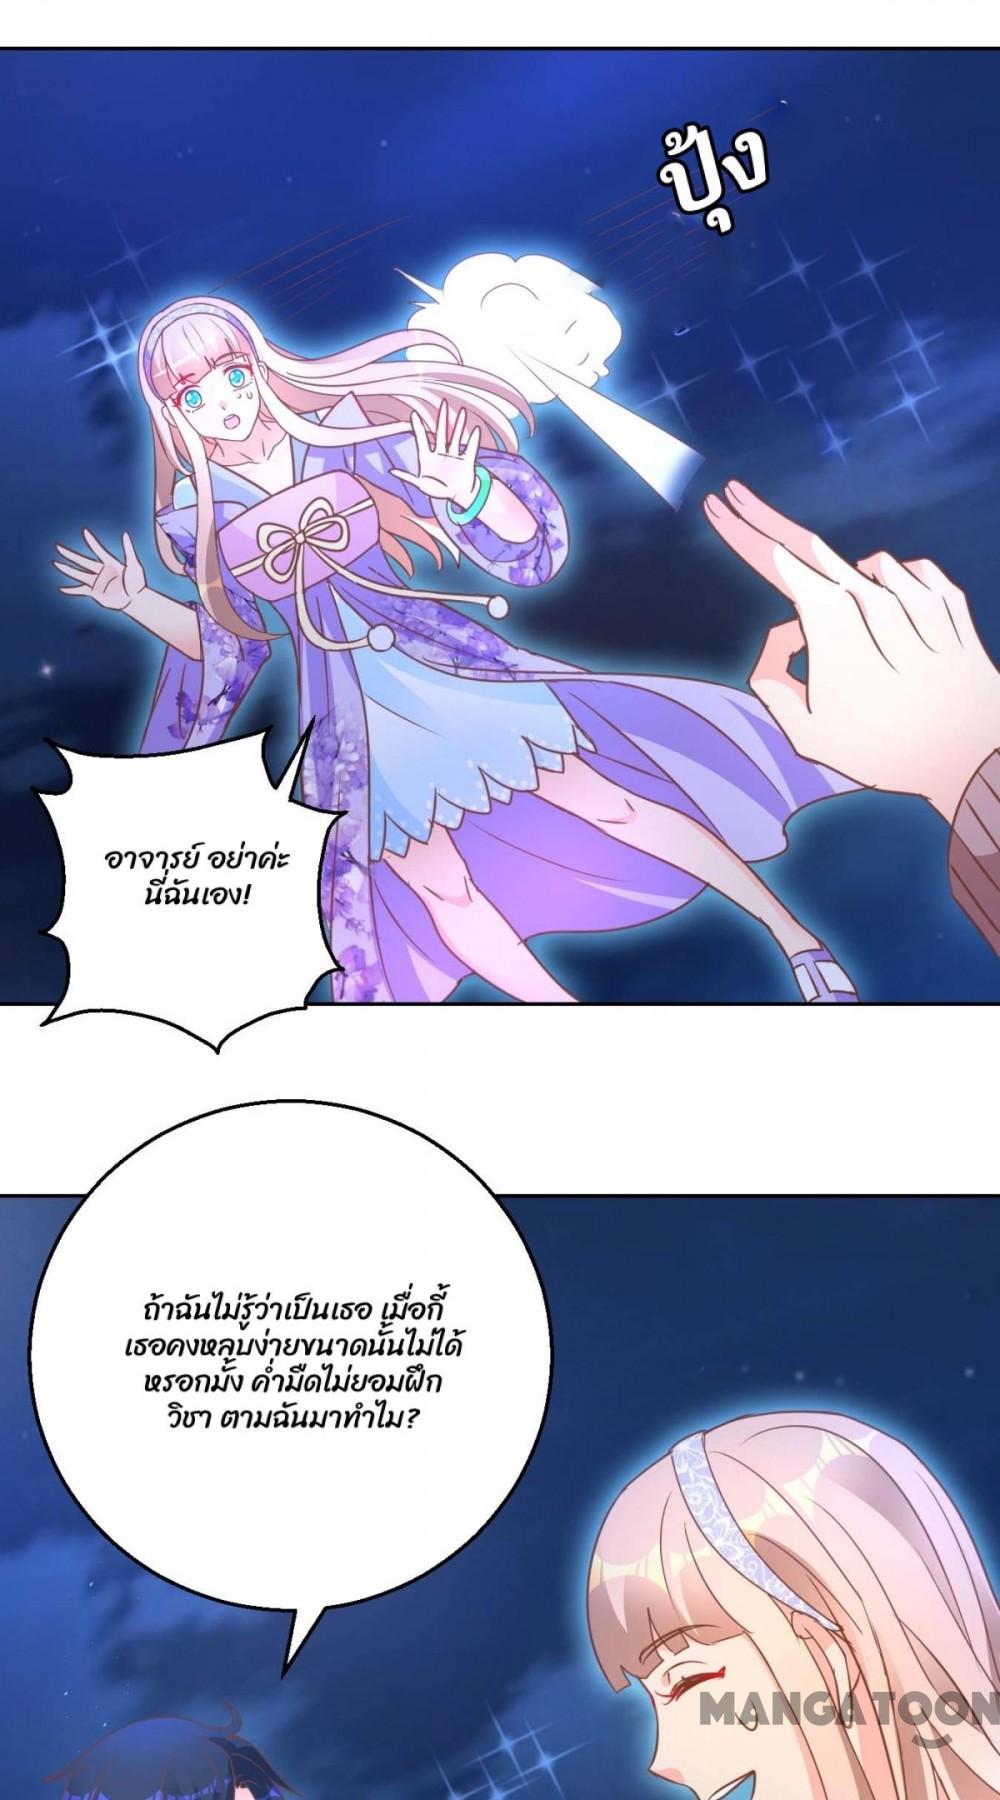 ปุ้ง
อาจารย์ อย่าค่ะ
นี่ฉันเอง!
ถ้าฉันไม่รู้ว่าเป็นเธอ เมื่อกี้
เธอคงหลบง่ายขนาดนั้นไม่ได้
หรอกมั้ง ค่ำมืดไม่ยอมฝึก
วิชา ตามฉันมาทำไม?
MANGATOON